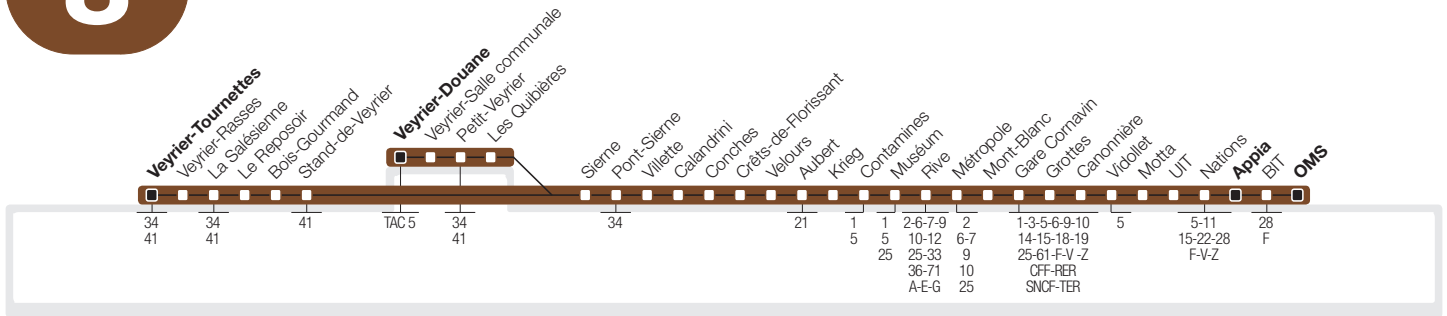 8
Veyrier-Tournettes
Veyrier-Rasses
La Salésienne
Le Reposoir
Bois-Gourmand
Stand-de-Veyrier
Veyrier-Douane
Veyrier-Salle communale
Petit-Veyrier
Les Quibières
Sierne
Pont-Sierne
Villette
Calandrini
Conches
Crêts-de-Florissant
Velours
Aubert
Krieg
Contamines
Muséum
Rive
Métropole
Mont-Blanc
Gare Cornavin
Grottes
Canonnière
Vidollet
Motta
UIT
Nations
Appia
BIT
OMS
34
41
34
41
41
TAC 5
34
41
34
21
1
5
1
5
25
2-6-7-9
10-12
25-33
36-71
A-E-G
2
6-7
9
10
25
1-3-5-6-9-10
14-15-18-19
25-61-F-V -Z
CFF-RER
SNCF-TER
5
5-11
15-22-28
F-V-Z
28
F